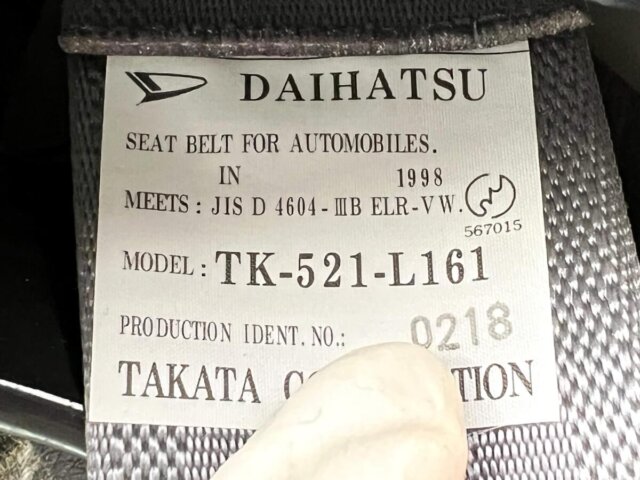 DAIHATSU
SEAT BELT FOR AUTOMOBILES.
IN 1998
MEETS: JIS D 4604-ⅢB ELR-VW.
567015
MODEL: TK-521-L161
PRODUCTION IDENT. NO.: 0218
TAKATA